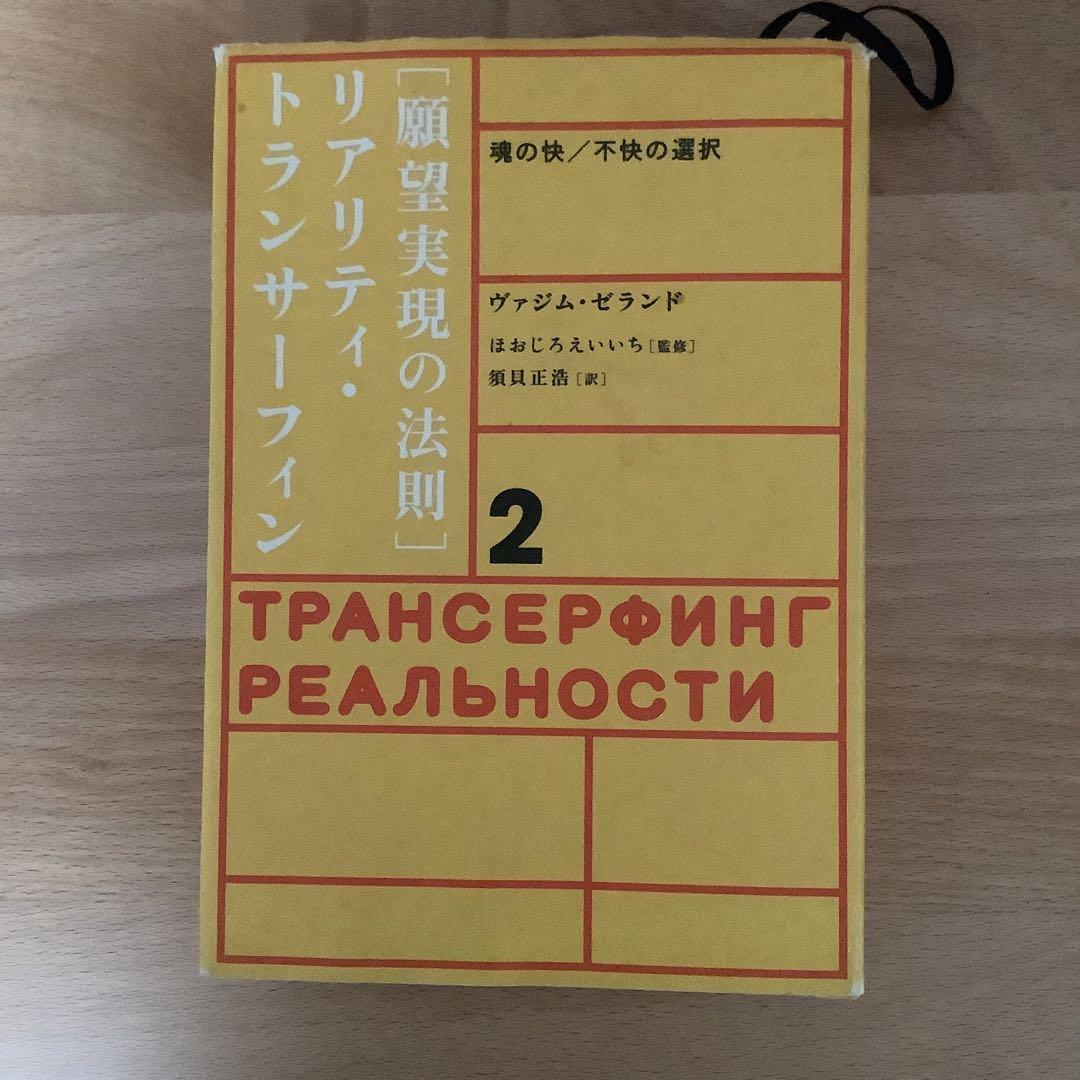 [願望実現の法則]
リアリティ・
トランサーフィン
魂の快／不快の選択
ヴァジム・ゼランド
ほおじろえいいち[監修]
須貝正浩[訳]
2
ТРАНСЕРФИНГ
РЕАЛЬНОСТИ